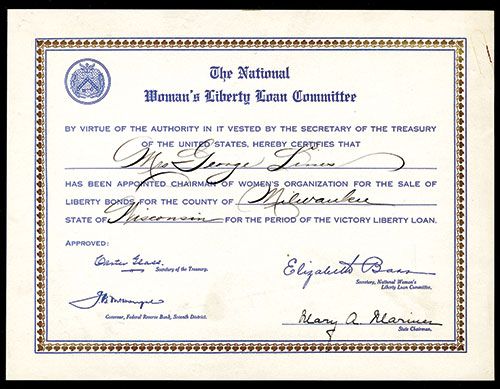 The National
Woman's Liberty Loan Committee
BY VIRTUE OF THE AUTHORITY IN IT VESTED BY THE SECRETARY OF THE TREASURY
OF THE UNITED STATES, HEREBY CERTIFIES THAT
Mrs George Lines
HAS BEEN APPOINTED CHAIRMAN OF WOMEN'S ORGANIZATION FOR THE SALE OF
LIBERTY BONDS FOR THE COUNTY OF Milwaukee
STATE OF Wisconsin FOR THE PERIOD OF THE VICTORY LIBERTY LOAN.
APPROVED:
Carter Glass
Secretary of the Treasury.
Elizabeth Bass
Secretary, National Women's
Liberty Loan Committee.
Governor, Federal Reserve Bank, Seventh District.
Mary A. Mariner
State Chairman.